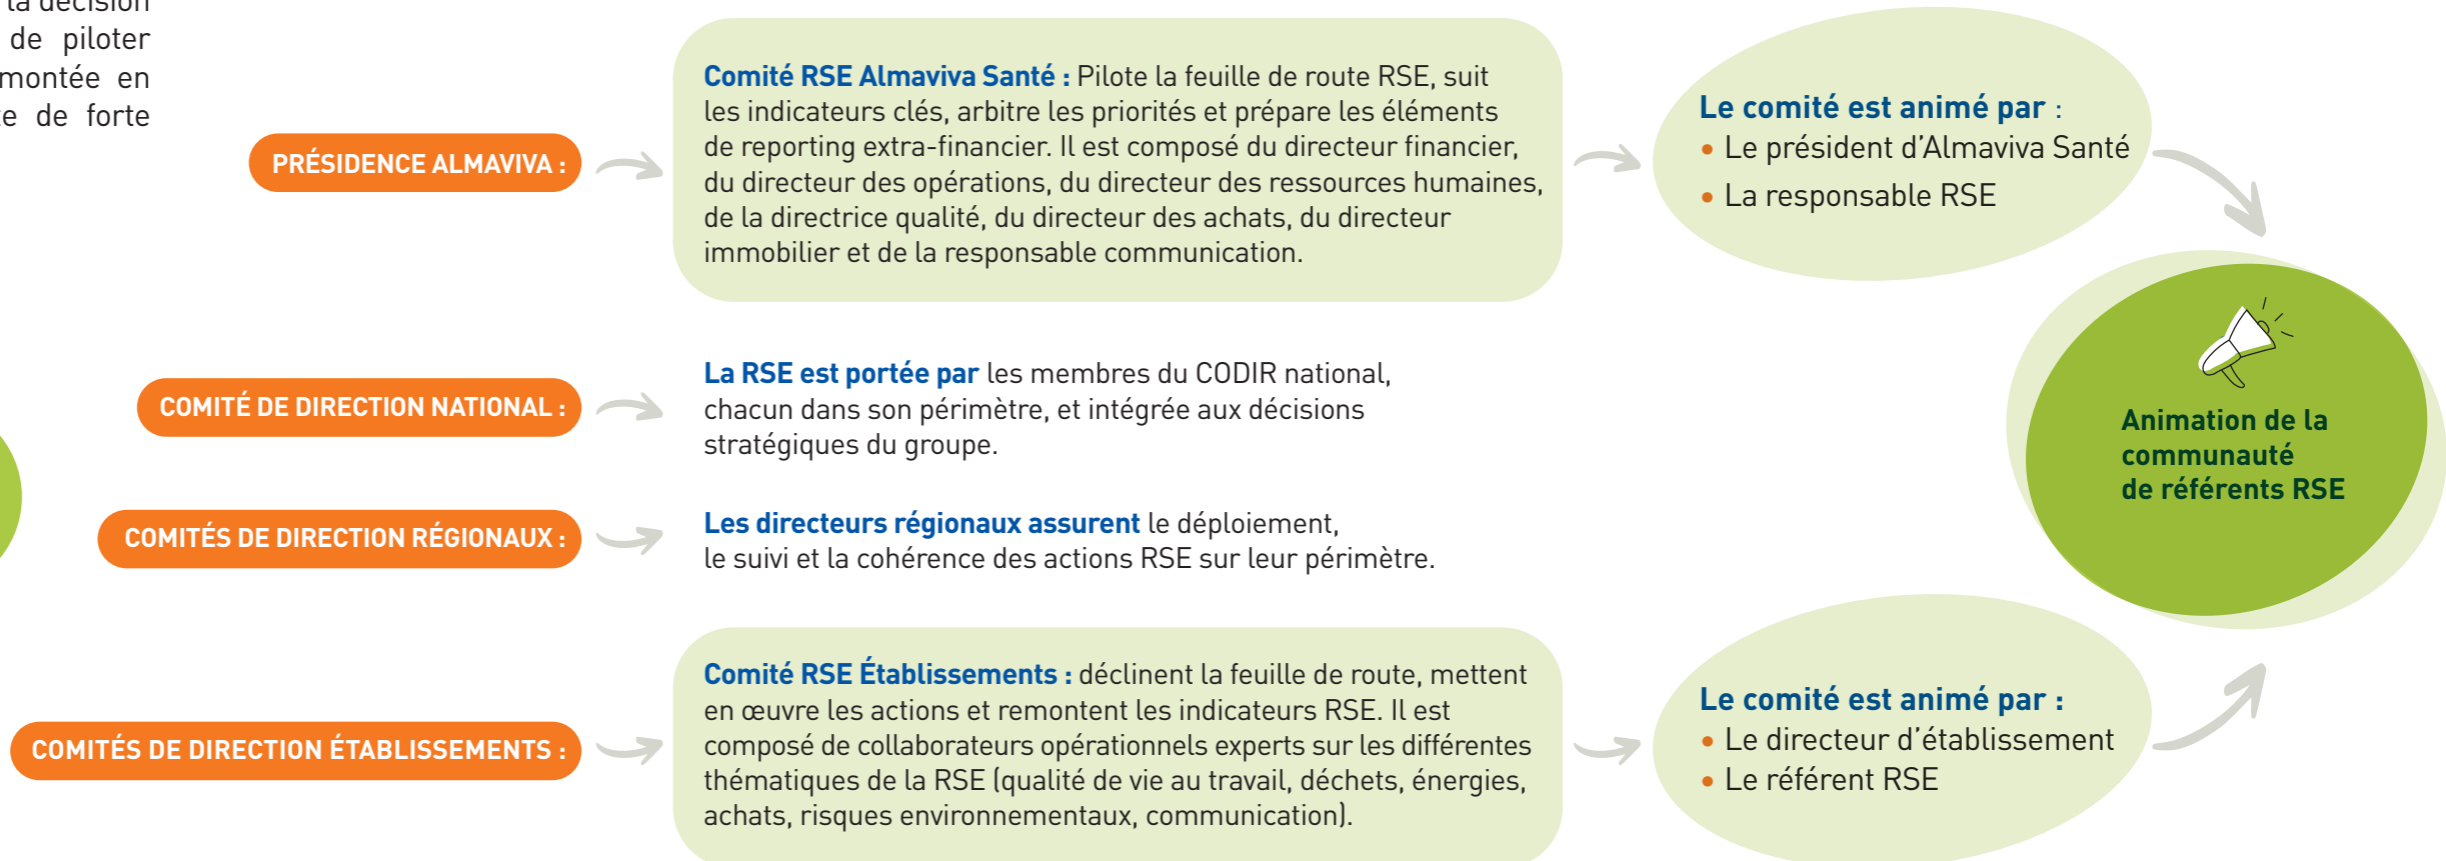 la décision
de piloter
montée en
de forte
PRÉSIDENCE ALMAVIVA :
Comité RSE Almaviva Santé : Pilote la feuille de route RSE, suit
les indicateurs clés, arbitre les priorités et prépare les éléments
de reporting extra-financier. Il est composé du directeur financier,
du directeur des opérations, du directeur des ressources humaines,
de la directrice qualité, du directeur des achats, du directeur
immobilier et de la responsable communication.
Le comité est animé par :
• Le président d’Almaviva Santé
• La responsable RSE
COMITÉ DE DIRECTION NATIONAL :
La RSE est portée par les membres du CODIR national,
chacun dans son périmètre, et intégrée aux décisions
stratégiques du groupe.
COMITÉS DE DIRECTION RÉGIONAUX :
Les directeurs régionaux assurent le déploiement,
le suivi et la cohérence des actions RSE sur leur périmètre.
COMITÉS DE DIRECTION ÉTABLISSEMENTS :
Comité RSE Établissements : déclinent la feuille de route, mettent
en œuvre les actions et remontent les indicateurs RSE. Il est
composé de collaborateurs opérationnels experts sur les différentes
thématiques de la RSE (qualité de vie au travail, déchets, énergies,
achats, risques environnementaux, communication).
Le comité est animé par :
• Le directeur d’établissement
• Le référent RSE
Animation de la
communauté
de référents RSE